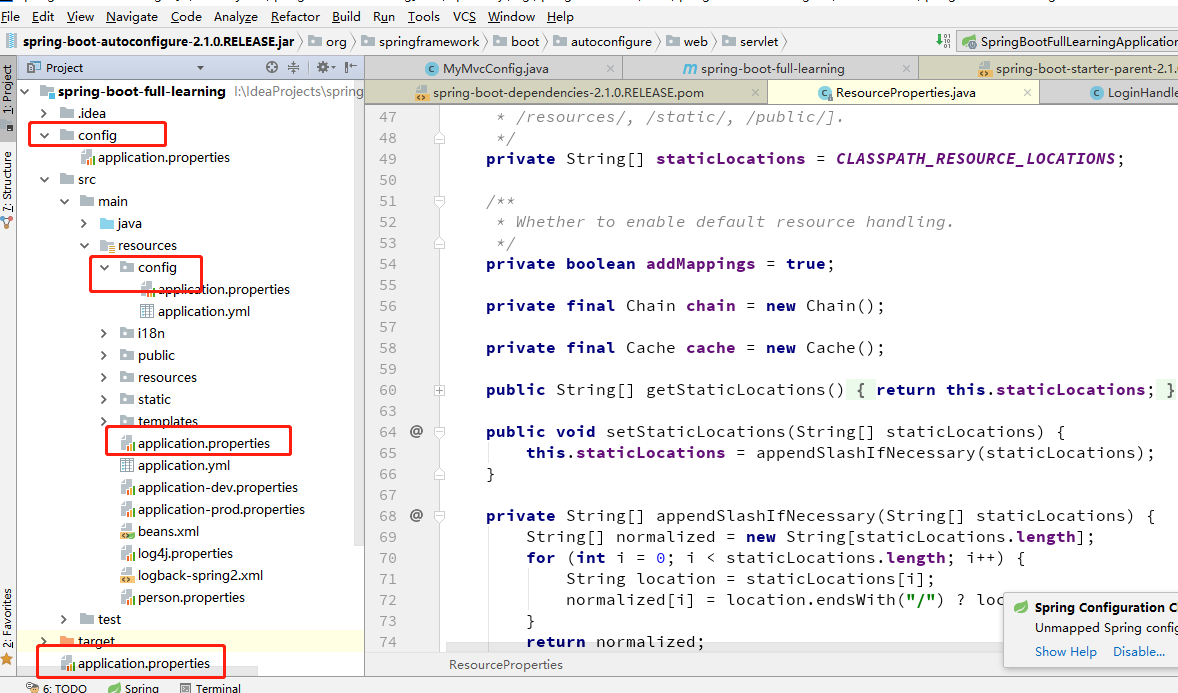 File Edit View Navigate Code Analyze Refactor Build Run Tools VCS Window Help
spring-boot-autoconfigure-2.1.0.RELEASE.jar org springframework boot autoconfigure web servlet SpringBootFullLearningApplication
Project MyMvcConfig.java spring-boot-full-learning spring-boot-starter-parent-2.1.0
spring-boot-dependencies-2.1.0.RELEASE.pom ResourceProperties.java LoginHandle
1: Project
7: Structure
2: Favorites
spring-boot-full-learning I:\IdeaProjects\spring
.idea
config
application.properties
src
main
java
resources
config
application.properties
application.yml
i18n
public
resources
static
templates
application.properties
application.yml
application-dev.properties
application-prod.properties
beans.xml
log4j.properties
logback-spring2.xml
person.properties
test
target
application.properties
47 * /resources/, /static/, /public/].
48 */
49 private String[] staticLocations = CLASSPATH_RESOURCE_LOCATIONS;
50
51 /**
52 * Whether to enable default resource handling.
53 */
54 private boolean addMappings = true;
55
56 private final Chain chain = new Chain();
57
58 private final Cache cache = new Cache();
59
60 public String[] getStaticLocations() { return this.staticLocations; }
63
64 @ public void setStaticLocations(String[] staticLocations) {
65 this.staticLocations = appendSlashIfNecessary(staticLocations);
66 }
67
68 @ private String[] appendSlashIfNecessary(String[] staticLocations) {
69 String[] normalized = new String[staticLocations.length];
70 for (int i = 0; i < staticLocations.length; i++) {
71 String location = staticLocations[i];
72 normalized[i] = location.endsWith("/") ? loc
73 }
74 return normalized;
ResourceProperties
Spring Configuration C
Unmapped Spring config
Show Help Disable...
6: TODO Spring Terminal